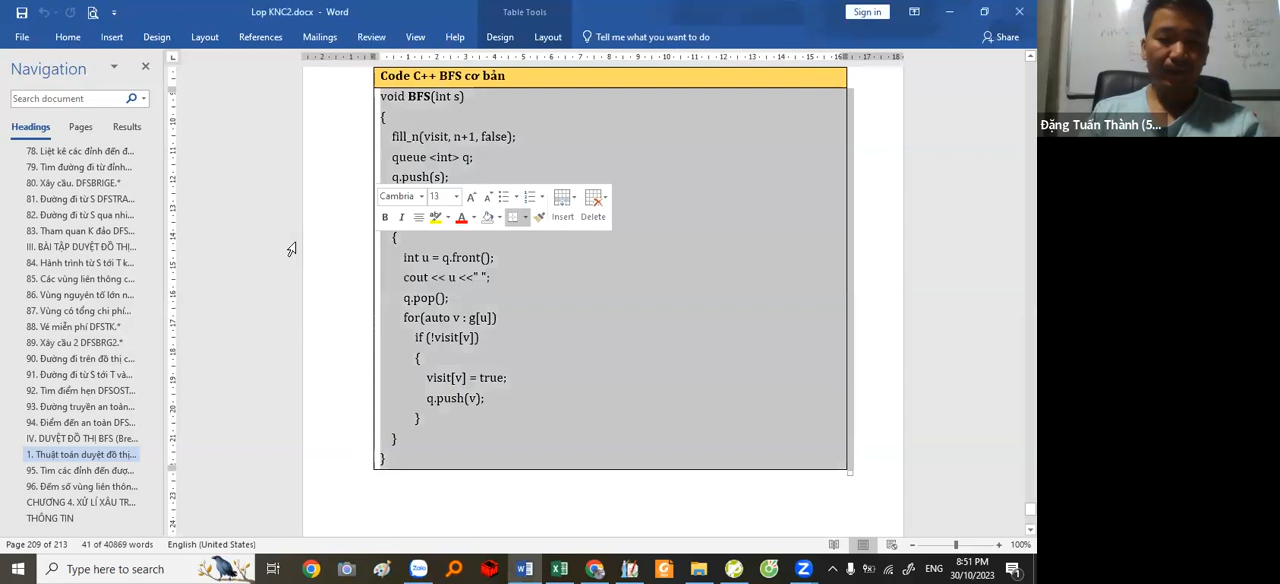 Lop KNC2.docx - Word
Table Tools
Sign in
File
Home
Insert
Design
Layout
References
Mailings
Review
View
Help
Design
Layout
Tell me what you want to do
Share
Navigation
Search document
Headings
Pages
Results
78. Liệt kê các đỉnh đến đ...
79. Tìm đường đi từ đỉnh...
80. Xây cầu. DFSBRIGE.*
81. Đường đi từ S DFSTRA...
82. Đường đi từ S qua nhi...
83. Tham quan K đảo DFS...
III. BÀI TẬP DUYỆT ĐỒ THỊ...
84. Hành trình từ S tới T k...
85. Các vùng liên thông c...
86. Vùng nguyên tố lớn n...
87. Vùng có tổng chi phí...
88. Vé miễn phí DFSTK.*
89. Xây cầu 2 DFSBRG2.*
90. Đường đi trên đồ thị c...
91. Đường đi từ S tới T và...
92. Tìm điểm hẹn DFSOST...
93. Đường truyền an toàn...
94. Điểm đến an toàn DFS...
IV. DUYỆT ĐỒ THỊ BFS (Bre...
1. Thuật toán duyệt đồ thị...
95. Tìm các đỉnh đến đượ...
96. Đếm số vùng liên thôn...
CHƯƠNG 4. XỬ LÍ XÂU TR...
THÔNG TIN
Code C++ BFS cơ bản
void BFS(int s)
{
fill_n(visit, n+1, false);
queue <int> q;
q.push(s);
Cambria 13
B I Insert Delete
{
int u = q.front();
cout << u <<" ";
q.pop();
for(auto v : g[u])
if (!visit[v])
{
visit[v] = true;
q.push(v);
}
}
}
Đặng Tuấn Thành (5...
Page 209 of 213 41 of 40869 words English (United States)
100%
Type here to search
ENG
8:51 PM
30/10/2023